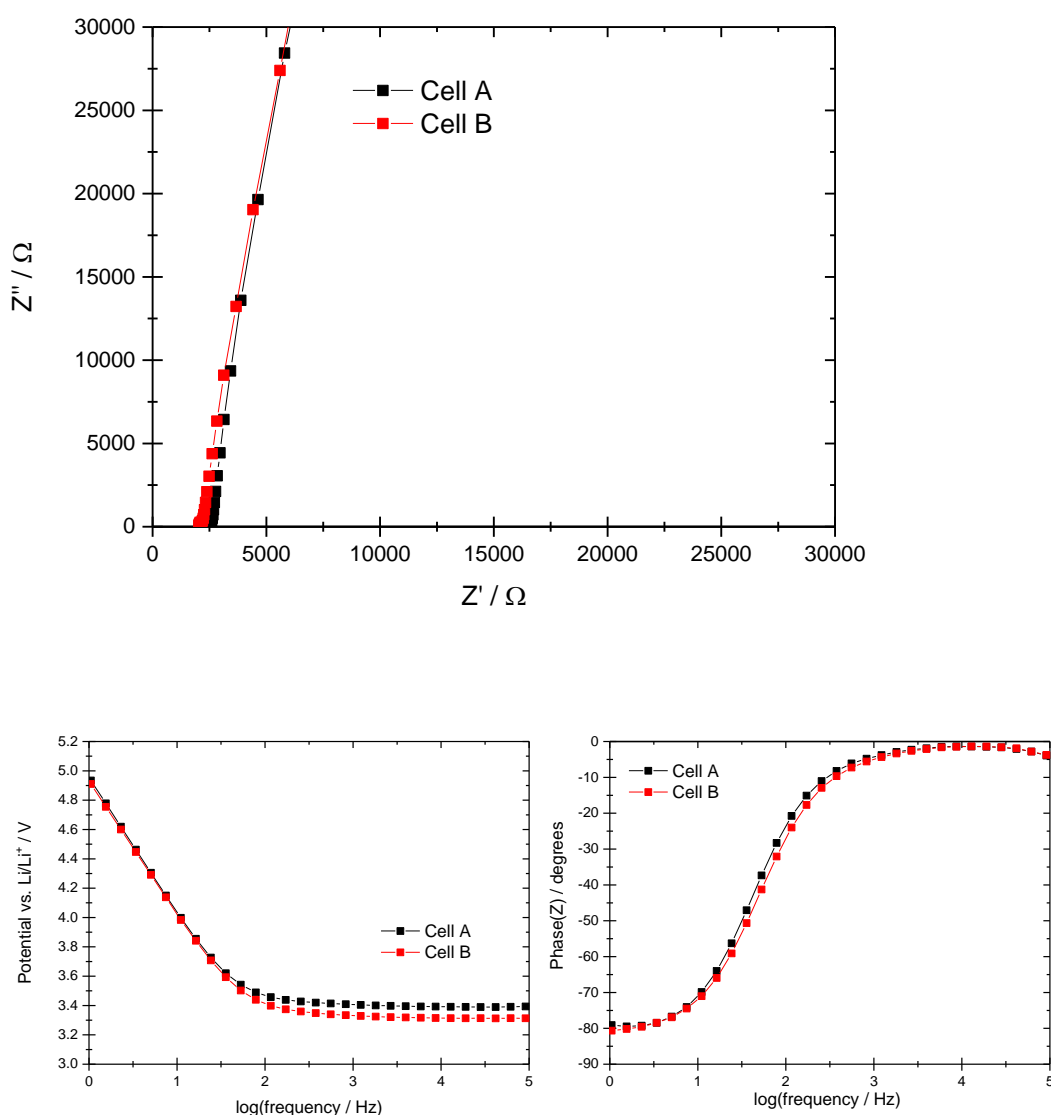 30000
25000
20000
15000
10000
5000
0
Z'' / Ω
Cell A
Cell B
0 5000 10000 15000 20000 25000 30000
Z' / Ω
5.2
5.0
4.8
4.6
4.4
4.2
4.0
3.8
3.6
3.4
3.2
3.0
Potential vs. Li/Li⁺ / V
Cell A
Cell B
0 1 2 3 4 5
log(frequency / Hz)
0
-10
-20
-30
-40
-50
-60
-70
-80
-90
Phase(Z) / degrees
Cell A
Cell B
0 1 2 3 4 5
log(frequency / Hz)